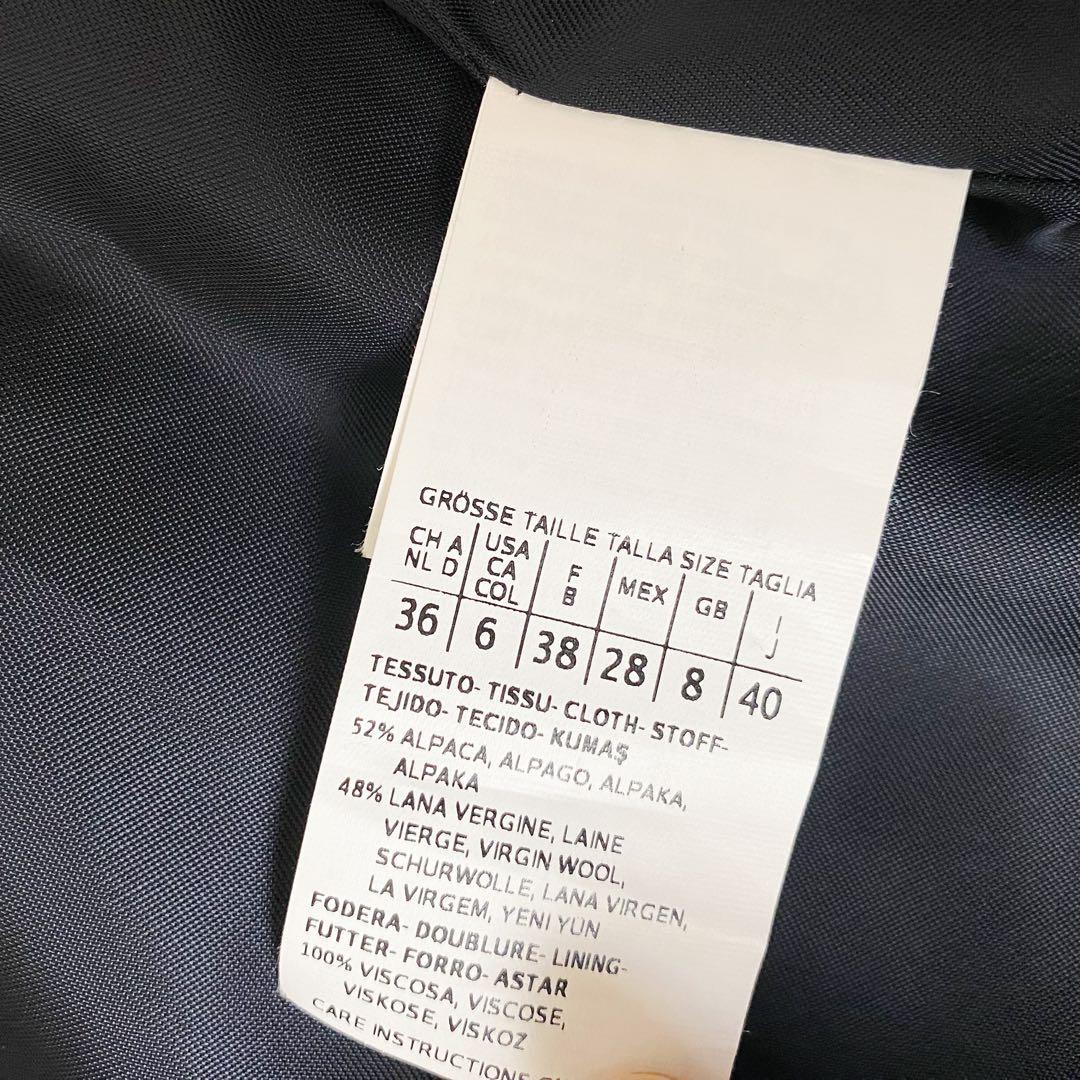 GRÖSSE TAILLE TALLA SIZE TAGLIA
CH A USA F MEX GB I
NL D CA B J
COL
36 6 38 28 8 40
TESSUTO- TISSU- CLOTH- STOFF-
TEJIDO- TECIDO- KUMAŞ
52% ALPACA, ALPAGO, ALPAKA,
ALPAKA
48% LANA VERGINE, LAINE
VIERGE, VIRGIN WOOL,
SCHURWOLLE, LANA VIRGEN,
LA VIRGEM, YENI YÜN
FODERA- DOUBLURE- LINING-
FUTTER- FORRO- ASTAR
100% VISCOSA, VISCOSE,
VISKOSE, VISKOZ
CARE INSTRUCTIONS